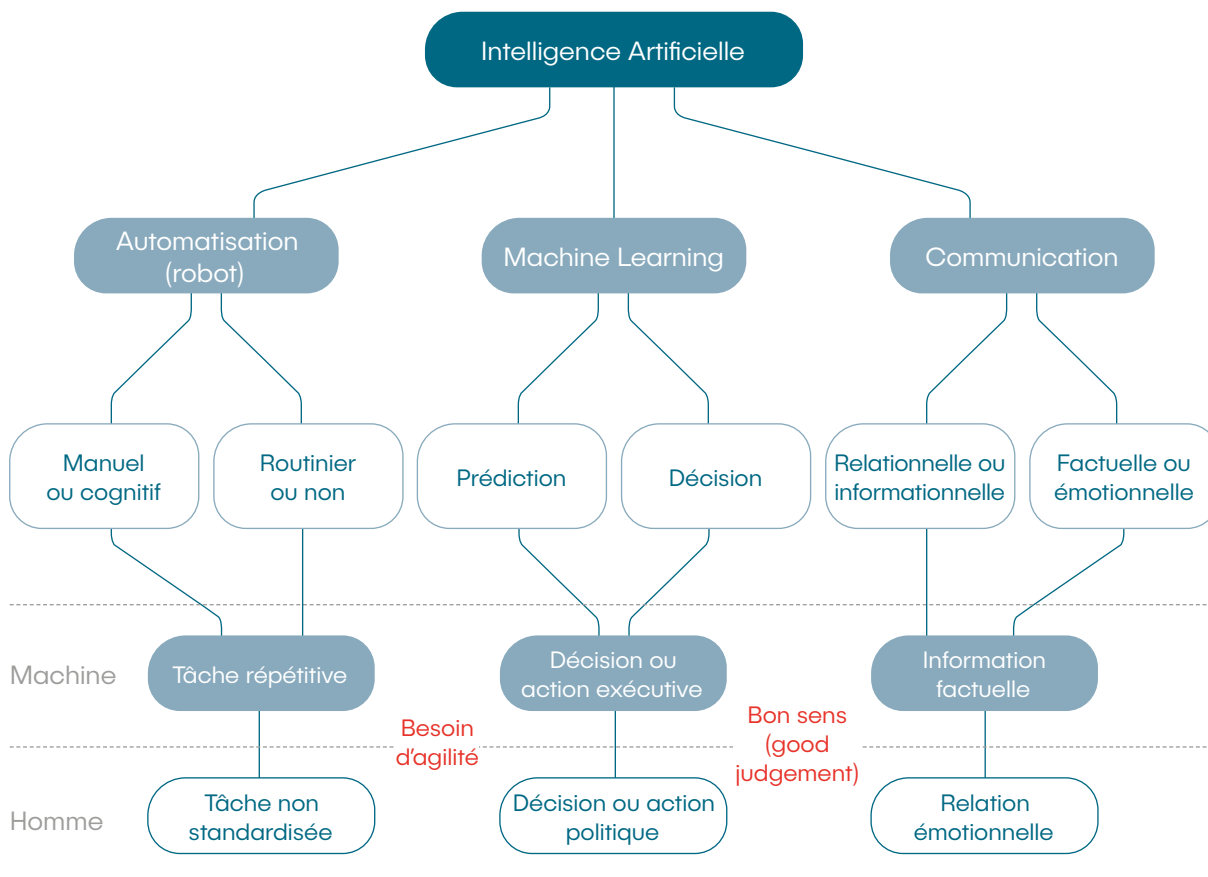 Intelligence Artificielle
Automatisation
(robot)
Machine Learning
Communication
Manuel
ou cognitif
Routinier
ou non
Prédiction
Décision
Relationnelle ou
informationnelle
Factuelle ou
émotionnelle
Machine
Tâche répétitive
Décision ou
action exécutive
Information
factuelle
Besoin
d'agilité
Bon sens
(good
judgement)
Homme
Tâche non
standardisée
Décision ou action
politique
Relation
émotionnelle